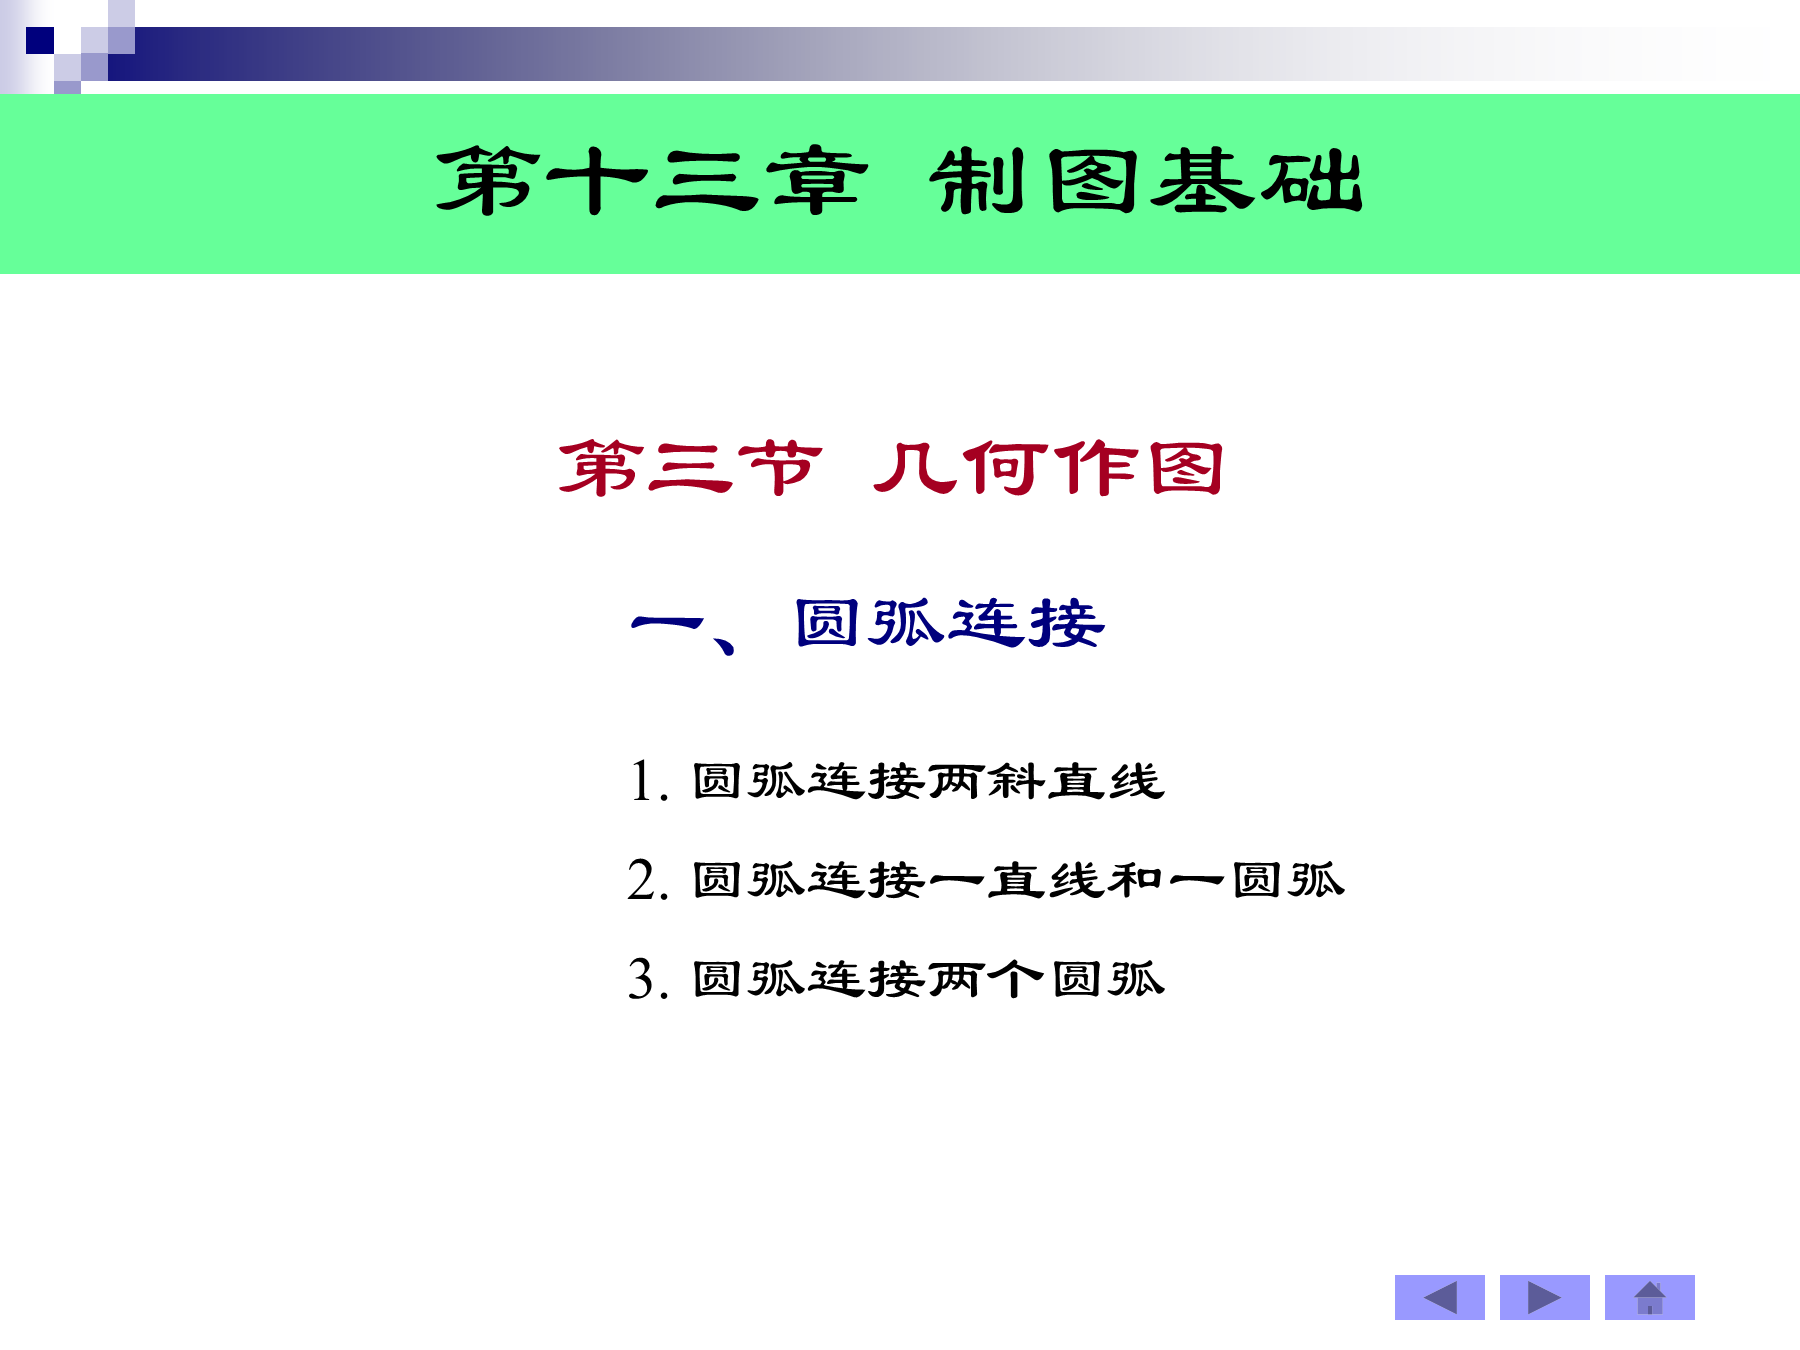 第十三章 制图基础
第三节 几何作图
一、圆弧连接
1. 圆弧连接两斜直线
2. 圆弧连接一直线和一圆弧
3. 圆弧连接两个圆弧